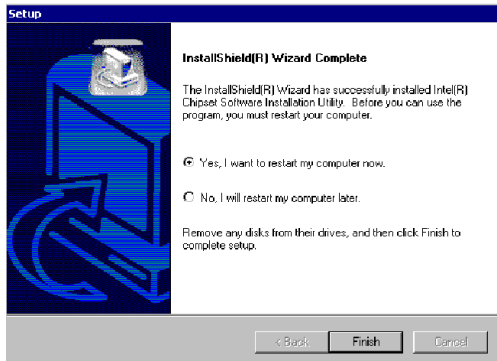 Setup
InstallShield(R) Wizard Complete
The InstallShield(R) Wizard has successfully installed Intel(R)
Chipset Software Installation Utility. Before you can use the
program, you must restart your computer.
Yes, I want to restart my computer now.
No, I will restart my computer later.
Remove any disks from their drives, and then click Finish to
complete setup.
< Back
Finish
Cancel